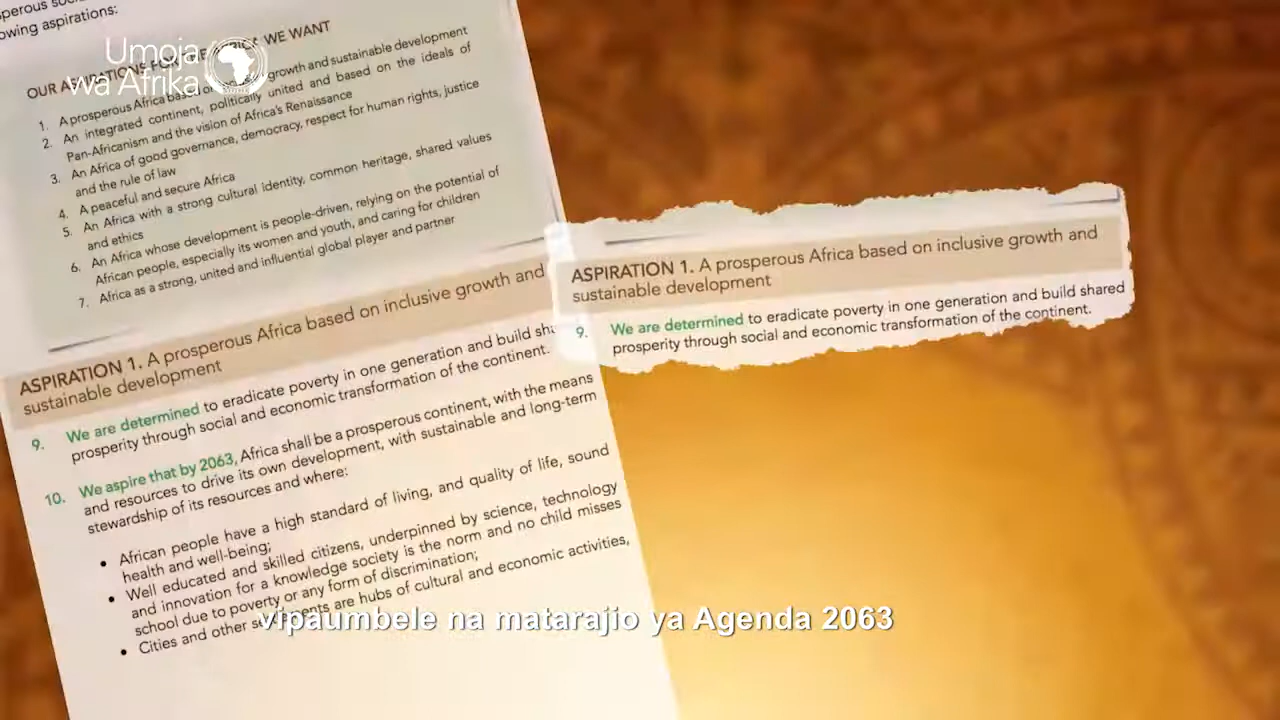 owing aspirations:
Umoja
wa Afrika
WE WANT
1. A prosperous Africa based on growth and sustainable development
2. An integrated continent, politically united and based on the ideals of
Pan-Africanism and the vision of Africa's Renaissance
3. An Africa of good governance, democracy, respect for human rights, justice
and the rule of law
4. A peaceful and secure Africa
5. An Africa with a strong cultural identity, common heritage, shared values
and ethics
6. An Africa whose development is people-driven, relying on the potential of
African people, especially its women and youth, and caring for children
7. Africa as a strong, united and influential global player and partner
ASPIRATION 1. A prosperous Africa based on inclusive growth and
sustainable development
9. We are determined to eradicate poverty in one generation and build
prosperity through social and economic transformation of the continent.
10. We aspire that by 2063, Africa shall be a prosperous continent, with the means
and resources to drive its own development, with sustainable and long-term
stewardship of its resources and where:
• African people have a high standard of living, and quality of life, sound
health and well-being;
• Well educated and skilled citizens, underpinned by science, technology
and innovation for a knowledge society is the norm and no child misses
school due to poverty or any form of discrimination;
• Cities and other are hubs of cultural and economic activities,
ASPIRATION 1. A prosperous Africa based on inclusive growth and
sustainable development
9. We are determined to eradicate poverty in one generation and build shared
prosperity through social and economic transformation of the continent.
vipaumbele na matarajio ya Agenda 2063